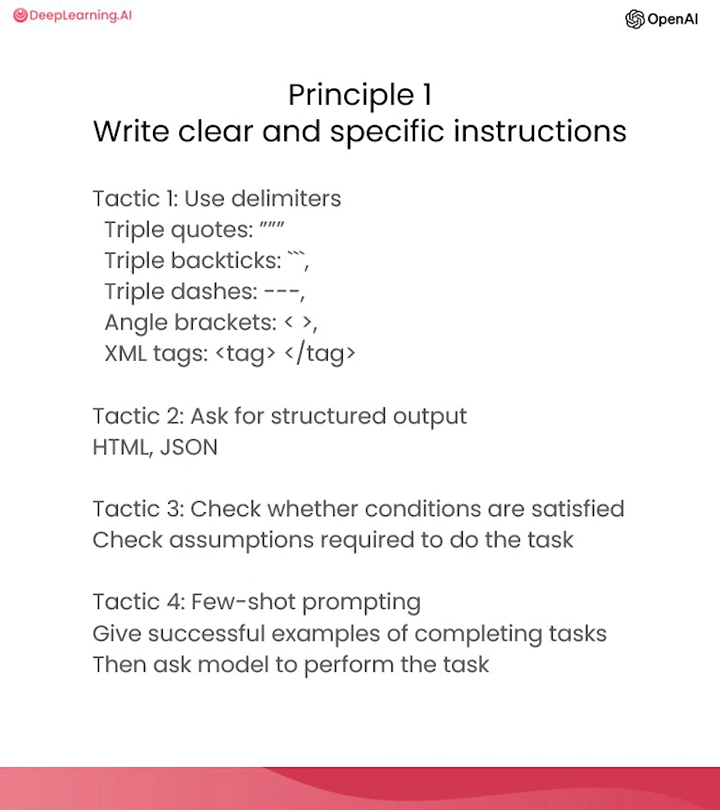 DeepLearning.AI
OpenAI
Principle 1
Write clear and specific instructions
Tactic 1: Use delimiters
Triple quotes: """
Triple backticks: ```,
Triple dashes: ---,
Angle brackets: < >,
XML tags: <tag> </tag>
Tactic 2: Ask for structured output
HTML, JSON
Tactic 3: Check whether conditions are satisfied
Check assumptions required to do the task
Tactic 4: Few-shot prompting
Give successful examples of completing tasks
Then ask model to perform the task